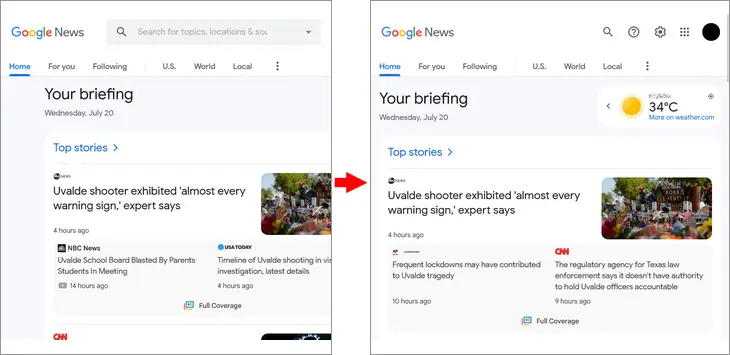 Google News
Search for topics, locations & sou
Home For you Following U.S. World Local
Your briefing
Wednesday, July 20
Top stories
NEWS
Uvalde shooter exhibited 'almost every
warning sign,' expert says
4 hours ago
NBC News
Uvalde School Board Blasted By Parents
Students In Meeting
14 hours ago
USA TODAY
Timeline of Uvalde shooting in vis
investigation, latest details
4 hours ago
Full Coverage
CNN
Google News
Home For you Following U.S. World Local
Your briefing
Wednesday, July 20
34°C
More on weather.com
Top stories
NEWS
Uvalde shooter exhibited 'almost every
warning sign,' expert says
4 hours ago
AP
Frequent lockdowns may have contributed
to Uvalde tragedy
10 hours ago
CNN
The regulatory agency for Texas law
enforcement says it doesn't have authority
to hold Uvalde officers accountable
9 hours ago
Full Coverage